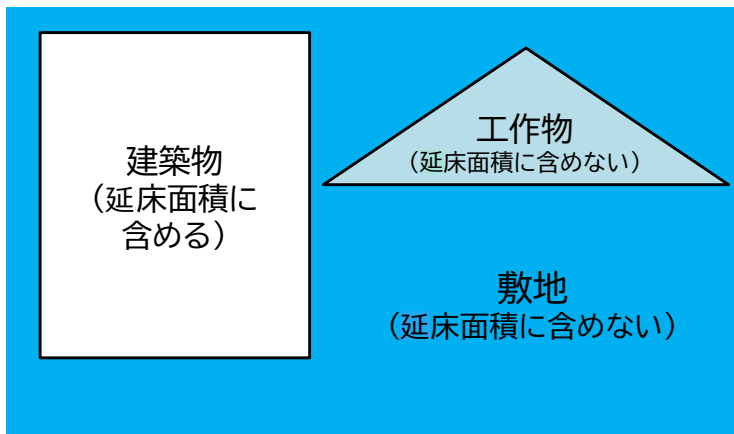 建築物
（延床面積に
含める）
工作物
（延床面積に含めない）
敷地
（延床面積に含めない）